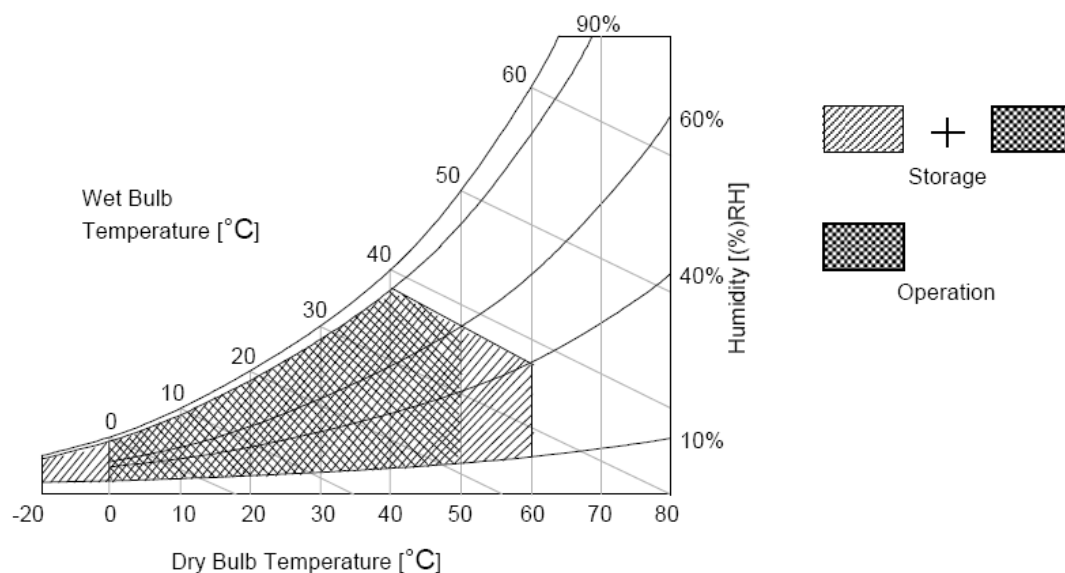 90%
60
60%
50
Wet Bulb
Temperature [°C]
Storage
40
40%
Humidity [(%)RH]
30
Operation
20
10
0
10%
-20 0 10 20 30 40 50 60 70 80
Dry Bulb Temperature [°C]